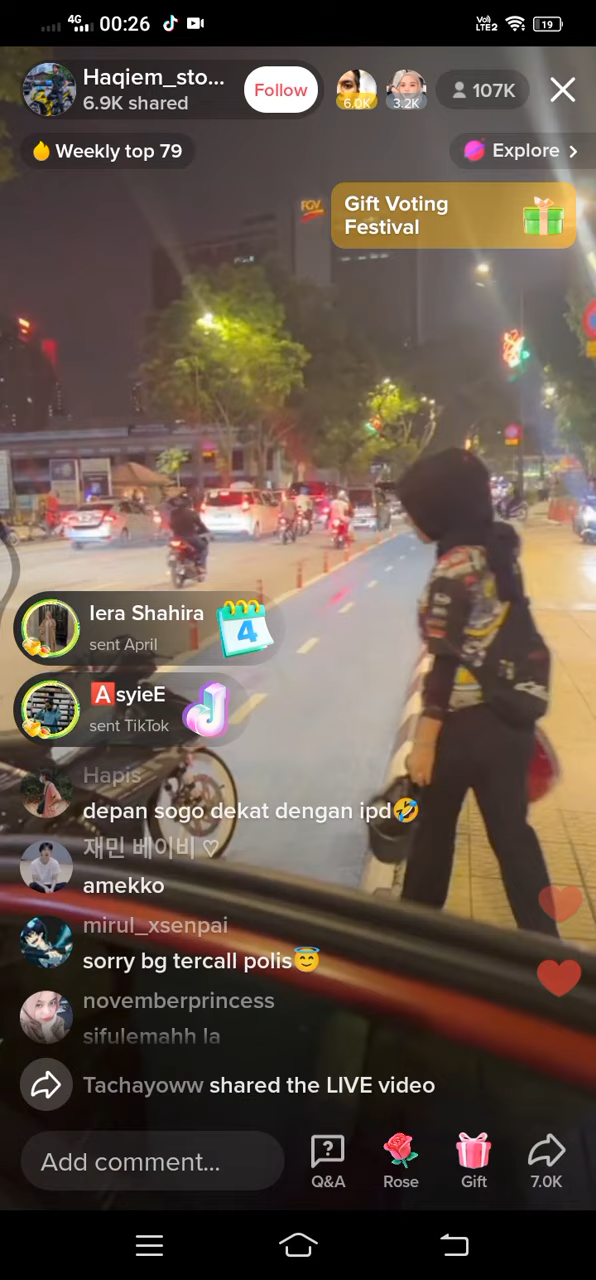 4G 00:26 Vo) LTE2 19
Haqiem_sto...
6.9K shared
Follow
6.0K
3.2K
107K
Weekly top 79
Explore
FGV
Gift Voting
Festival
Iera Shahira
sent April
4
🅰️syieE
sent TikTok
Hapis
depan sogo dekat dengan ipd🤣
재민 베이비 ♡
amekko
mirul_xsenpai
sorry bg tercall polis😇
novemberprincess
sifulemahh la
Tachayoww shared the LIVE video
Add comment...
Q&A
Rose
Gift
7.0K